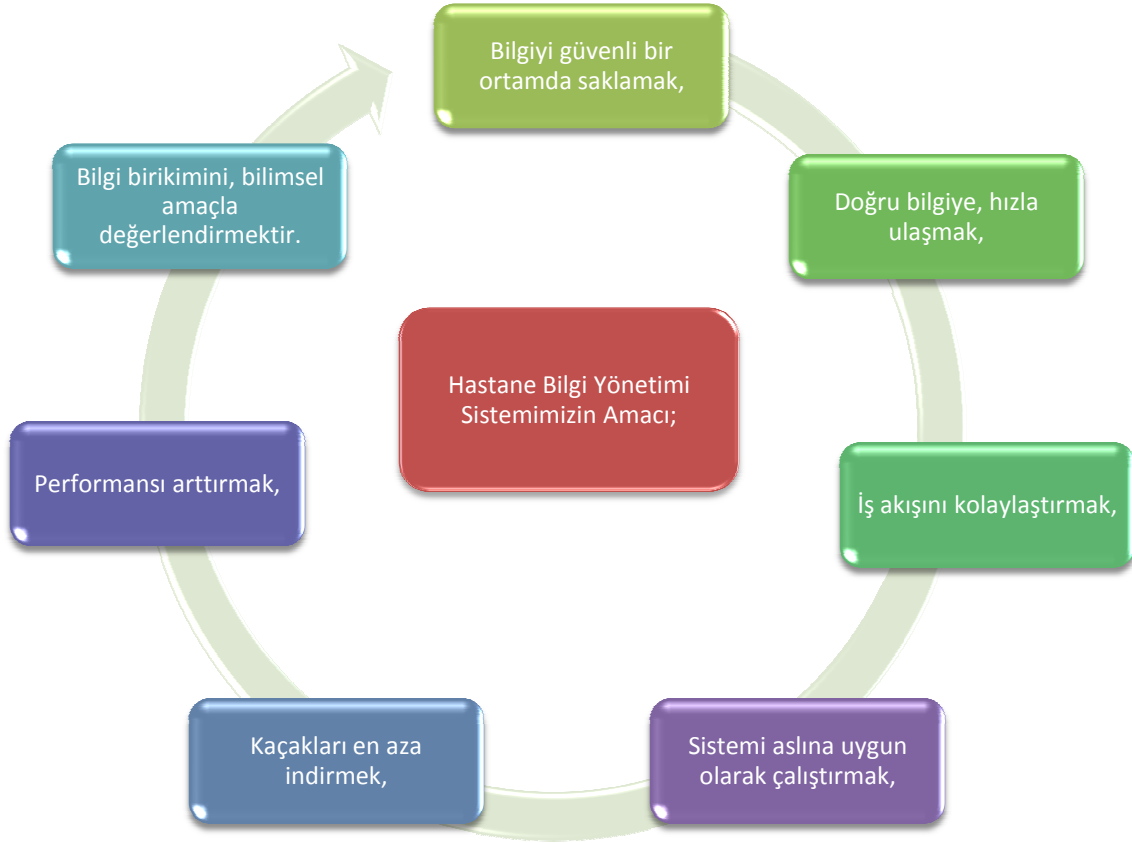 Bilgiyi güvenli bir
ortamda saklamak,
Doğru bilgiye, hızla
ulaşmak,
İş akışını kolaylaştırmak,
Sistemi aslına uygun
olarak çalıştırmak,
Kaçakları en aza
indirmek,
Performansı arttırmak,
Bilgi birikimini, bilimsel
amaçla
değerlendirmektir.
Hastane Bilgi Yönetimi
Sistemimizin Amacı;